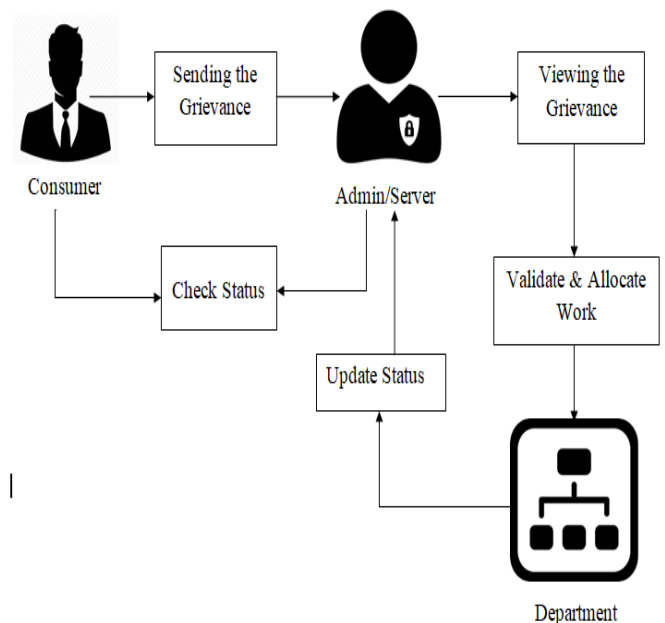 Sending the
Grievance
Viewing the
Grievance
Consumer
Admin/Server
Check Status
Validate & Allocate
Work
Update Status
Department